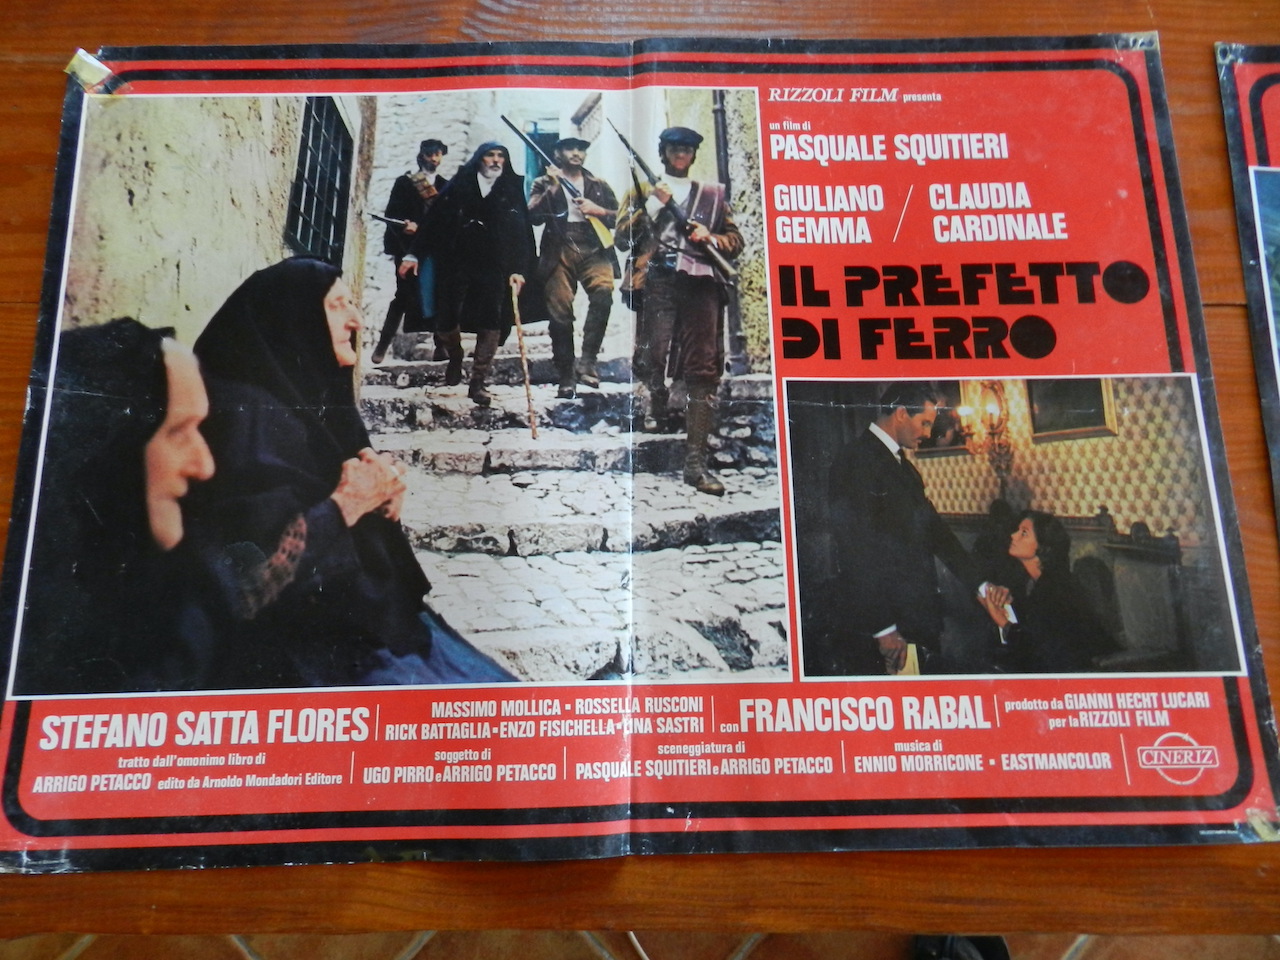 RIZZOLI FILM presenta
un film di
PASQUALE SQUITIERI
GIULIANO GEMMA / CLAUDIA CARDINALE
IL PREFETTO
DI FERRO
STEFANO SATTA FLORES
MASSIMO MOLLICA - ROSSELLA RUSCONI
RICK BATTAGLIA - ENZO FISICHELLA - LINA SASTRI
con FRANCISCO RABAL
prodotto da GIANNI HECHT LUCARI
per la RIZZOLI FILM
tratto dall'omonimo libro di
ARRIGO PETACCO edito da Arnoldo Mondadori Editore
soggetto di
UGO PIRRO e ARRIGO PETACCO
sceneggiatura di
PASQUALE SQUITIERI e ARRIGO PETACCO
musica di
ENNIO MORRICONE - EASTMANCOLOR
CINERIZ